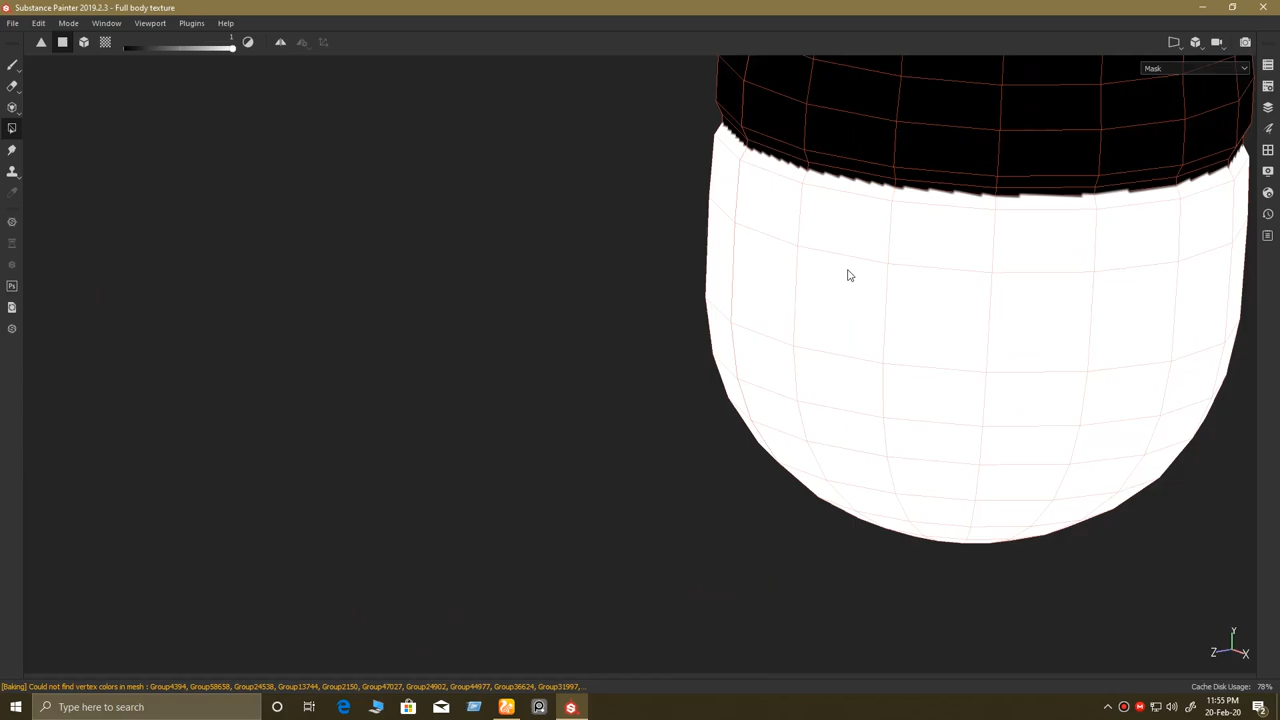 Substance Painter 2019.2.3 - Full body texture
File Edit Mode Window Viewport Plugins Help
1
Mask
Y
Z X
[Baking] Could not find vertex colors in mesh : Group4394, Group58658, Group24538, Group13744, Group2150, Group47027, Group24902, Group44977, Group36624, Group31997,...
Cache Disk Usage: 78%
Type here to search
11:55 PM
20-Feb-20
2